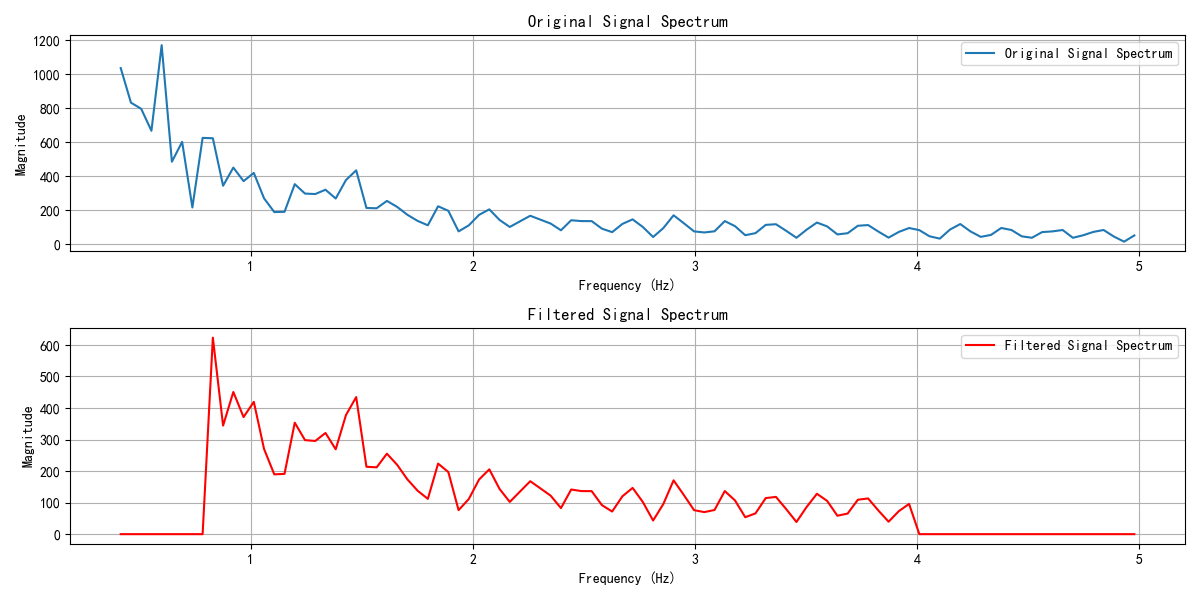 Original Signal Spectrum
Original Signal Spectrum
Magnitude
1200
1000
800
600
400
200
0
1 2 3 4 5
Frequency (Hz)
Filtered Signal Spectrum
Filtered Signal Spectrum
Magnitude
600
500
400
300
200
100
0
1 2 3 4 5
Frequency (Hz)